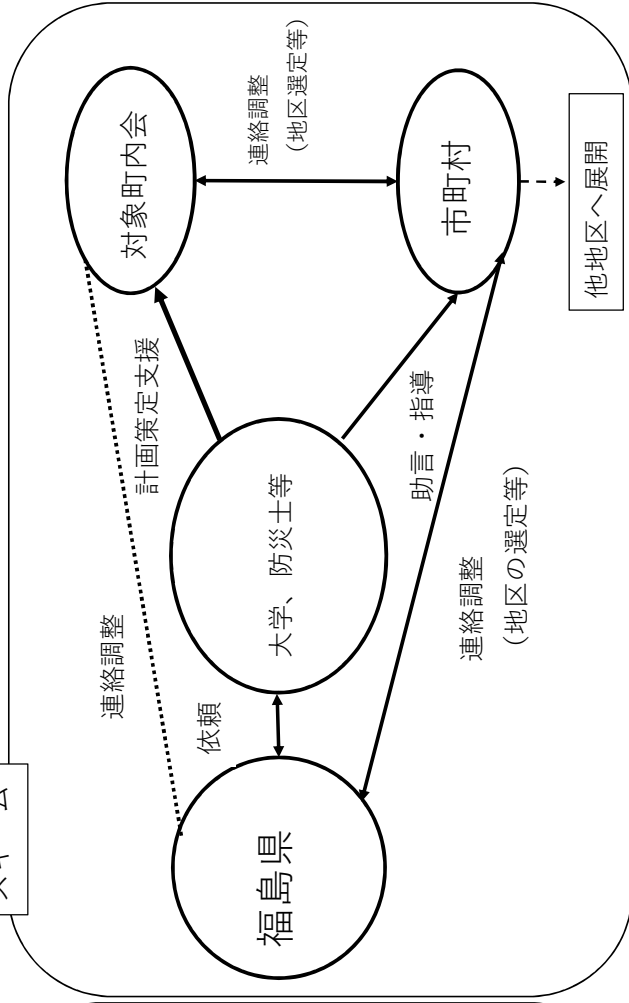 対象町内会
連絡調整
(地区選定等)
市町村
他地区へ展開
計画策定支援
連絡調整
大学、防災士等
助言・指導
連絡調整
(地区の選定等)
依頼
福島県